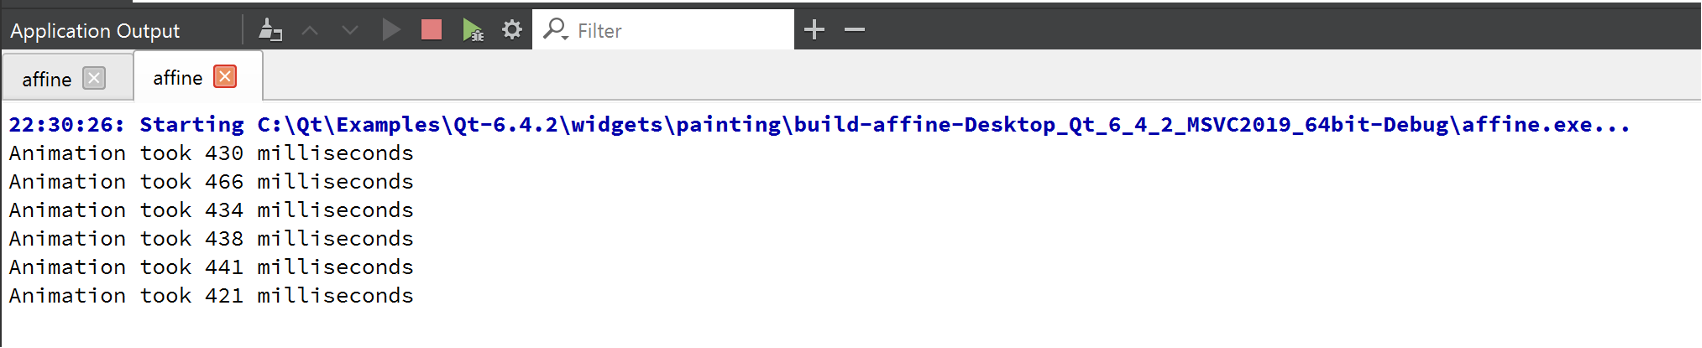 Application Output
Filter
affine
affine
22:30:26: Starting C:\Qt\Examples\Qt-6.4.2\widgets\painting\build-affine-Desktop_Qt_6_4_2_MSVC2019_64bit-Debug\affine.exe...
Animation took 430 milliseconds
Animation took 466 milliseconds
Animation took 434 milliseconds
Animation took 438 milliseconds
Animation took 441 milliseconds
Animation took 421 milliseconds